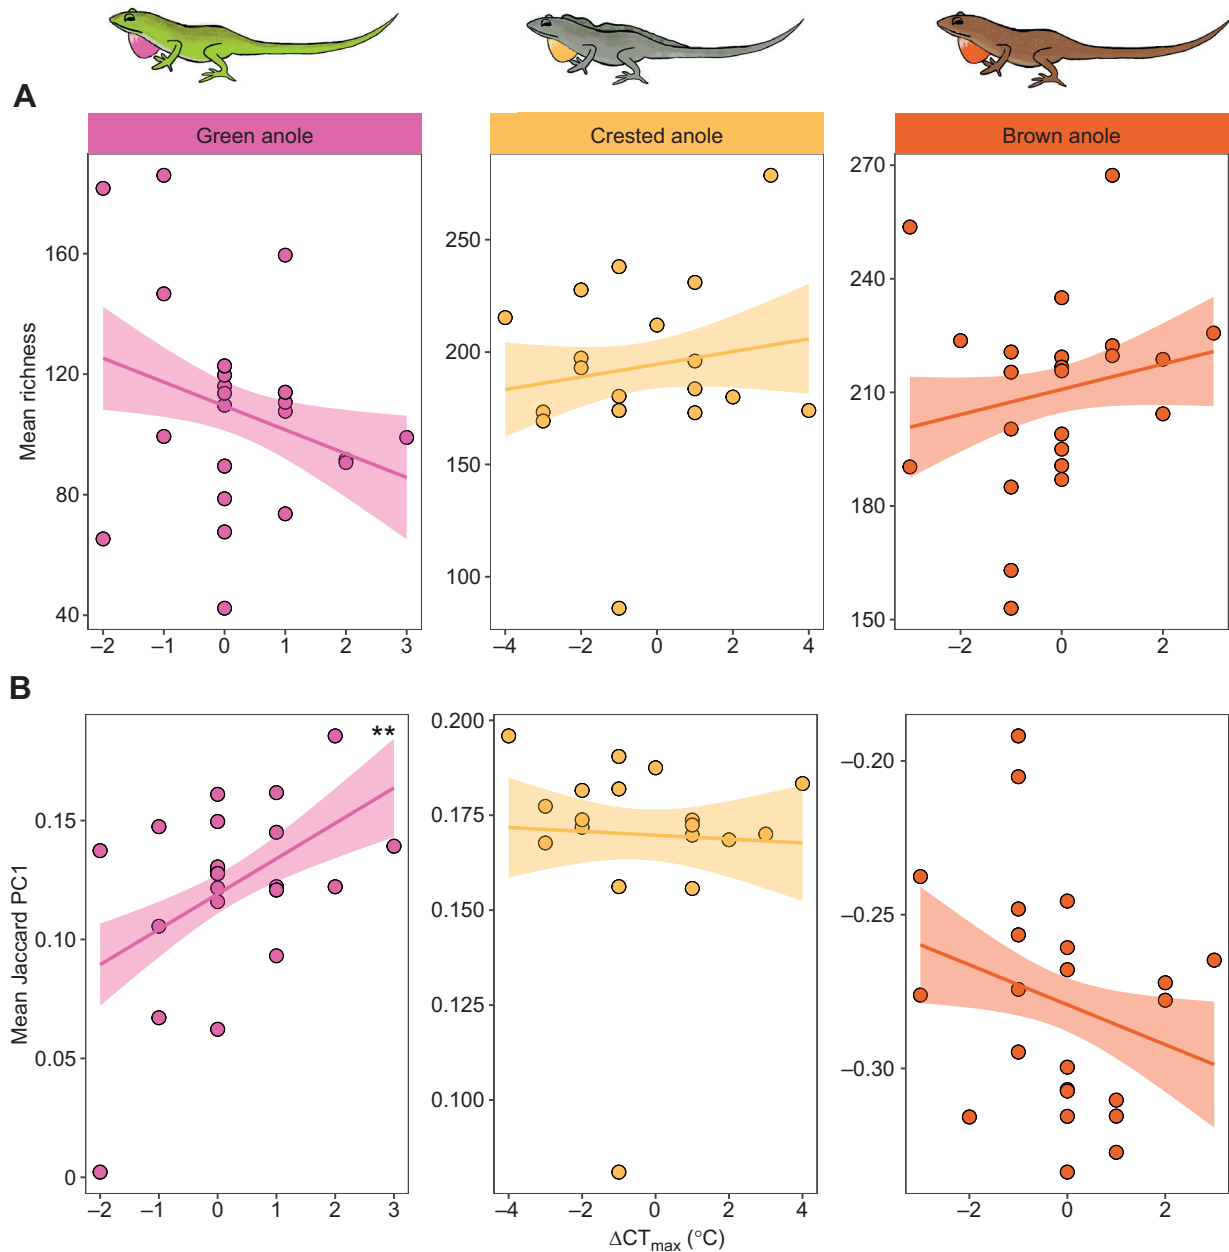 A
Green anole
Crested anole
Brown anole
Mean richness
160
120
80
40
–2 –1 0 1 2 3
250
200
150
100
–4 –2 0 2 4
270
240
210
180
150
–2 0 2
B
Mean Jaccard PC1
0.15
0.10
0.05
0
**
–2 –1 0 1 2 3
0.200
0.175
0.150
0.125
0.100
–4 –2 0 2 4
–0.20
–0.25
–0.30
–2 0 2
ΔCTmax (°C)